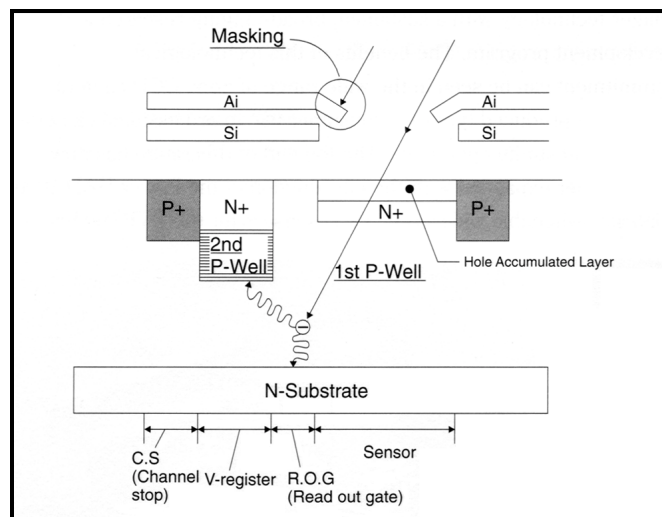 Masking
Ai
Ai
Si
Si
P+
N+
N+
P+
2nd
P-Well
1st P-Well
Hole Accumulated Layer
−
N-Substrate
C.S
(Channel
stop)
V-register
R.O.G
(Read out gate)
Sensor